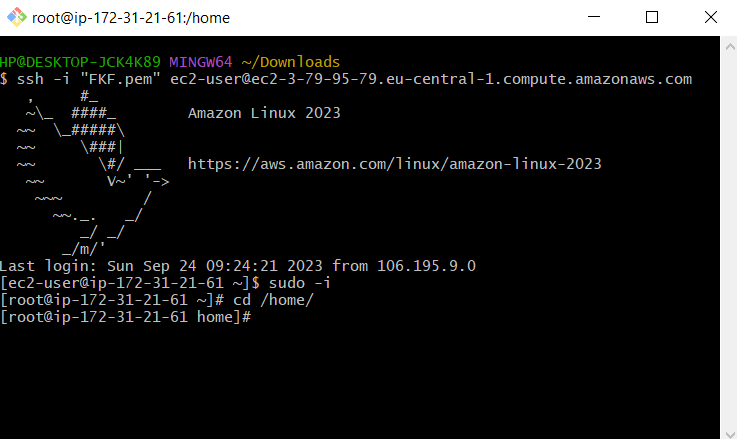 root@ip-172-31-21-61:/home
HP@DESKTOP-JCK4K89 MINGW64 ~/Downloads
$ ssh -i "FKF.pem" ec2-user@ec2-3-79-95-79.eu-central-1.compute.amazonaws.com
   ,     #_
   ~\_  ####_        Amazon Linux 2023
  ~~  \_#####\
  ~~     \###|
  ~~       \#/ ___   https://aws.amazon.com/linux/amazon-linux-2023
   ~~       V~' '->
    ~~~         /
      ~~._.   _/
         _/ _/
       _/m/'
Last login: Sun Sep 24 09:24:21 2023 from 106.195.9.0
[ec2-user@ip-172-31-21-61 ~]$ sudo -i
[root@ip-172-31-21-61 ~]# cd /home/
[root@ip-172-31-21-61 home]#